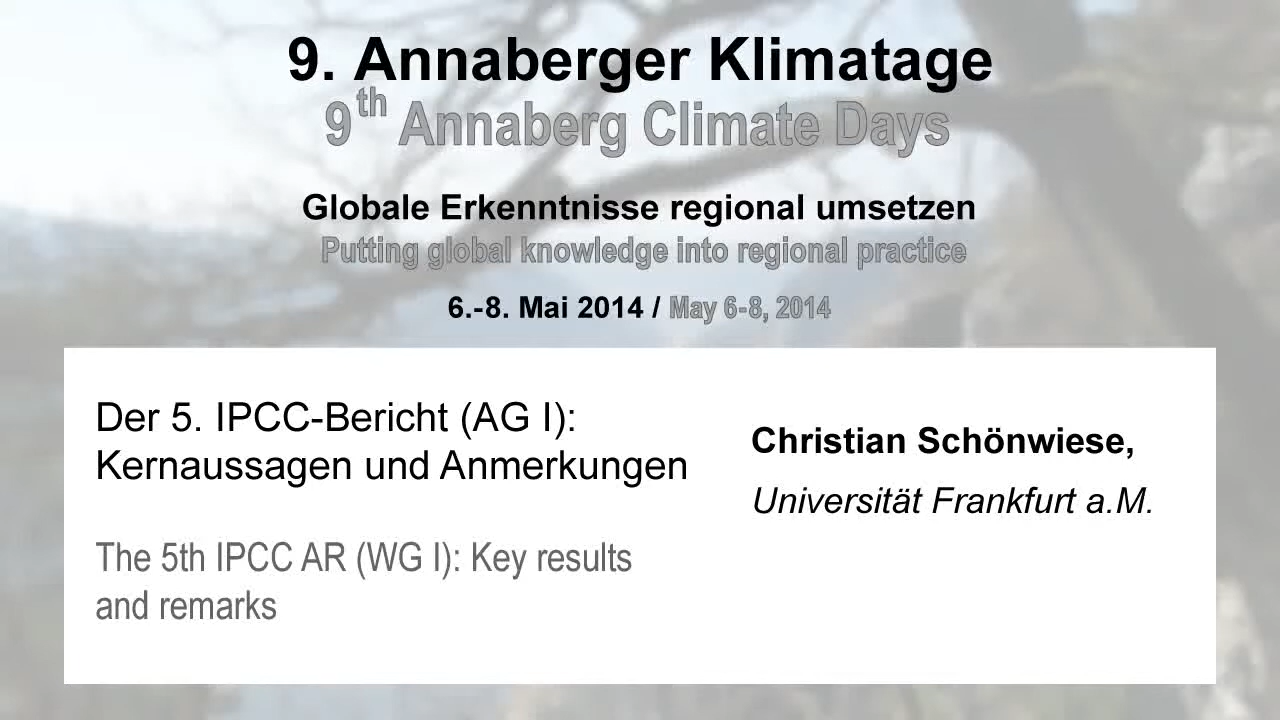 9. Annaberger Klimatage
9th Annaberg Climate Days
Globale Erkenntnisse regional umsetzen
Putting global knowledge into regional practice
6.-8. Mai 2014 / May 6-8, 2014
Der 5. IPCC-Bericht (AG I):
Kernaussagen und Anmerkungen
The 5th IPCC AR (WG I): Key results
and remarks
Christian Schönwiese,
Universität Frankfurt a.M.